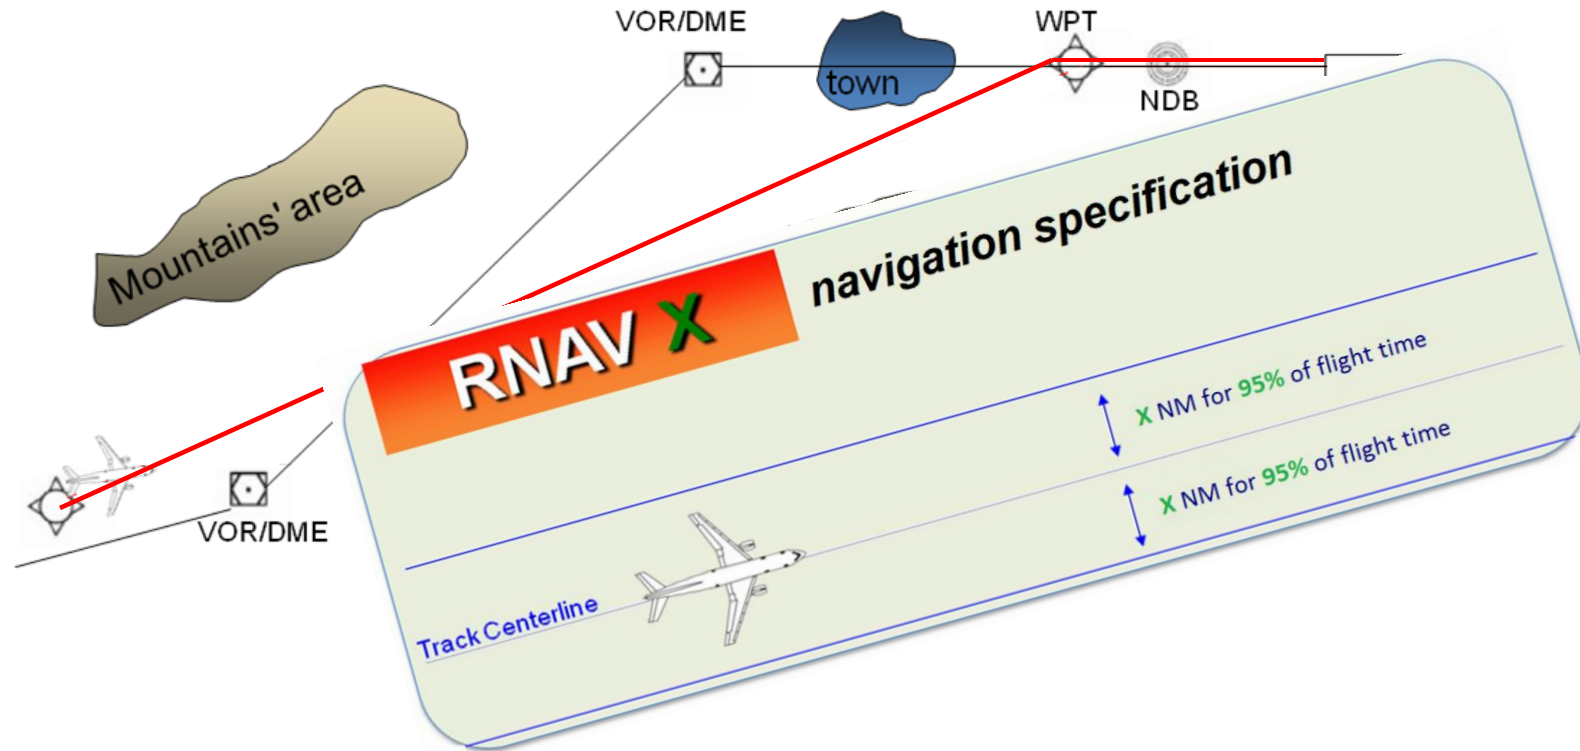 VOR/DME
WPT
town
NDB
Mountains' area
navigation specification
RNAV X
X NM for 95% of flight time
X NM for 95% of flight time
VOR/DME
Track Centerline